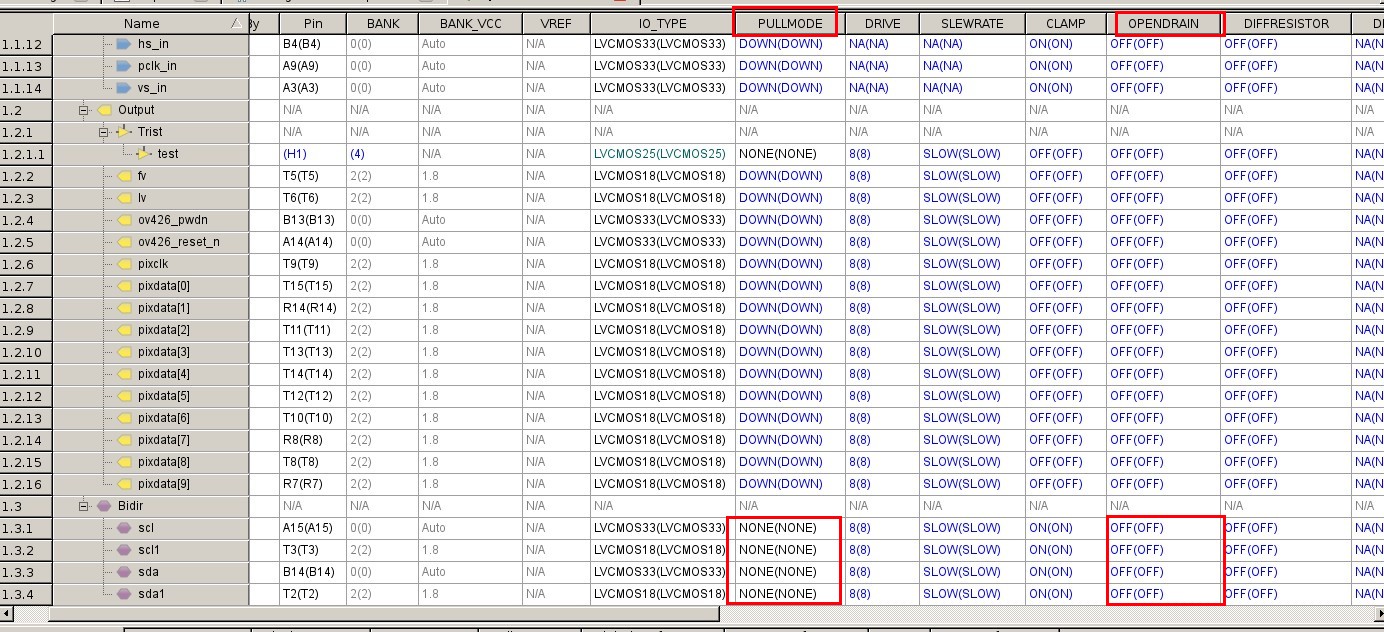 Name By Pin BANK BANK_VCC VREF IO_TYPE PULLMODE DRIVE SLEWRATE CLAMP OPENDRAIN DIFFRESISTOR
1.1.12 hs_in B4(B4) 0(0) Auto N/A LVCMOS33(LVCMOS33) DOWN(DOWN) NA(NA) NA(NA) ON(ON) OFF(OFF) OFF(OFF) NA(N
1.1.13 pclk_in A9(A9) 0(0) Auto N/A LVCMOS33(LVCMOS33) DOWN(DOWN) NA(NA) NA(NA) ON(ON) OFF(OFF) OFF(OFF) NA(N
1.1.14 vs_in A3(A3) 0(0) Auto N/A LVCMOS33(LVCMOS33) DOWN(DOWN) NA(NA) NA(NA) ON(ON) OFF(OFF) OFF(OFF) NA(N
1.2 Output N/A N/A N/A N/A N/A N/A N/A N/A N/A N/A N/A N/A
1.2.1 Trist N/A N/A N/A N/A N/A N/A N/A N/A N/A N/A N/A N/A
1.2.1.1 test (H1) (4) N/A N/A LVCMOS25(LVCMOS25) NONE(NONE) 8(8) SLOW(SLOW) OFF(OFF) OFF(OFF) OFF(OFF) NA(N
1.2.2 fv T5(T5) 2(2) 1.8 N/A LVCMOS18(LVCMOS18) DOWN(DOWN) 8(8) SLOW(SLOW) OFF(OFF) OFF(OFF) OFF(OFF) NA(N
1.2.3 lv T6(T6) 2(2) 1.8 N/A LVCMOS18(LVCMOS18) DOWN(DOWN) 8(8) SLOW(SLOW) OFF(OFF) OFF(OFF) OFF(OFF) NA(N
1.2.4 ov426_pwdn B13(B13) 0(0) Auto N/A LVCMOS33(LVCMOS33) DOWN(DOWN) 8(8) SLOW(SLOW) OFF(OFF) OFF(OFF) OFF(OFF) NA(N
1.2.5 ov426_reset_n A14(A14) 0(0) Auto N/A LVCMOS33(LVCMOS33) DOWN(DOWN) 8(8) SLOW(SLOW) OFF(OFF) OFF(OFF) OFF(OFF) NA(N
1.2.6 pixclk T9(T9) 2(2) 1.8 N/A LVCMOS18(LVCMOS18) DOWN(DOWN) 8(8) SLOW(SLOW) OFF(OFF) OFF(OFF) OFF(OFF) NA(N
1.2.7 pixdata[0] T15(T15) 2(2) 1.8 N/A LVCMOS18(LVCMOS18) DOWN(DOWN) 8(8) SLOW(SLOW) OFF(OFF) OFF(OFF) OFF(OFF) NA(N
1.2.8 pixdata[1] R14(R14) 2(2) 1.8 N/A LVCMOS18(LVCMOS18) DOWN(DOWN) 8(8) SLOW(SLOW) OFF(OFF) OFF(OFF) OFF(OFF) NA(N
1.2.9 pixdata[2] T11(T11) 2(2) 1.8 N/A LVCMOS18(LVCMOS18) DOWN(DOWN) 8(8) SLOW(SLOW) OFF(OFF) OFF(OFF) OFF(OFF) NA(N
1.2.10 pixdata[3] T13(T13) 2(2) 1.8 N/A LVCMOS18(LVCMOS18) DOWN(DOWN) 8(8) SLOW(SLOW) OFF(OFF) OFF(OFF) OFF(OFF) NA(N
1.2.11 pixdata[4] T14(T14) 2(2) 1.8 N/A LVCMOS18(LVCMOS18) DOWN(DOWN) 8(8) SLOW(SLOW) OFF(OFF) OFF(OFF) OFF(OFF) NA(N
1.2.12 pixdata[5] T12(T12) 2(2) 1.8 N/A LVCMOS18(LVCMOS18) DOWN(DOWN) 8(8) SLOW(SLOW) OFF(OFF) OFF(OFF) OFF(OFF) NA(N
1.2.13 pixdata[6] T10(T10) 2(2) 1.8 N/A LVCMOS18(LVCMOS18) DOWN(DOWN) 8(8) SLOW(SLOW) OFF(OFF) OFF(OFF) OFF(OFF) NA(N
1.2.14 pixdata[7] R8(R8) 2(2) 1.8 N/A LVCMOS18(LVCMOS18) DOWN(DOWN) 8(8) SLOW(SLOW) OFF(OFF) OFF(OFF) OFF(OFF) NA(N
1.2.15 pixdata[8] T8(T8) 2(2) 1.8 N/A LVCMOS18(LVCMOS18) DOWN(DOWN) 8(8) SLOW(SLOW) OFF(OFF) OFF(OFF) OFF(OFF) NA(N
1.2.16 pixdata[9] R7(R7) 2(2) 1.8 N/A LVCMOS18(LVCMOS18) DOWN(DOWN) 8(8) SLOW(SLOW) OFF(OFF) OFF(OFF) OFF(OFF) NA(N
1.3 Bidir N/A N/A N/A N/A N/A N/A N/A N/A N/A N/A N/A N/A
1.3.1 scl A15(A15) 0(0) Auto N/A LVCMOS33(LVCMOS33) NONE(NONE) 8(8) SLOW(SLOW) ON(ON) OFF(OFF) OFF(OFF) NA(N
1.3.2 scl1 T3(T3) 2(2) 1.8 N/A LVCMOS18(LVCMOS18) NONE(NONE) 8(8) SLOW(SLOW) ON(ON) OFF(OFF) OFF(OFF) NA(N
1.3.3 sda B14(B14) 0(0) Auto N/A LVCMOS33(LVCMOS33) NONE(NONE) 8(8) SLOW(SLOW) ON(ON) OFF(OFF) OFF(OFF) NA(N
1.3.4 sda1 T2(T2) 2(2) 1.8 N/A LVCMOS18(LVCMOS18) NONE(NONE) 8(8) SLOW(SLOW) ON(ON) OFF(OFF) OFF(OFF) NA(N